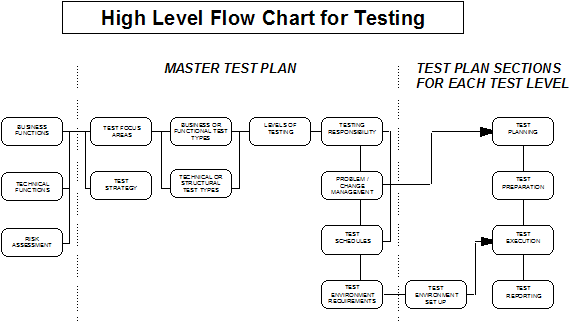 High Level Flow Chart for Testing
MASTER TEST PLAN
TEST PLAN SECTIONS
FOR EACH TEST LEVEL
BUSINESS
FUNCTIONS
TEST FOCUS
AREAS
BUSINESS OR
FUNCTIONAL TEST
TYPES
LEVELS OF
TESTING
TESTING
RESPONSIBILITY
TEST
PLANNING
TECHNICAL
FUNCTIONS
TEST
STRATEGY
TECHNICAL OR
STRUCTURAL
TEST TYPES
PROBLEM /
CHANGE
MANAGEMENT
TEST
PREPARATION
RISK
ASSESSMENT
TEST
SCHEDULES
TEST
EXECUTION
TEST
ENVIRONMENT
REQUIREMENTS
TEST
ENVIRONMENT
SET UP
TEST
REPORTING